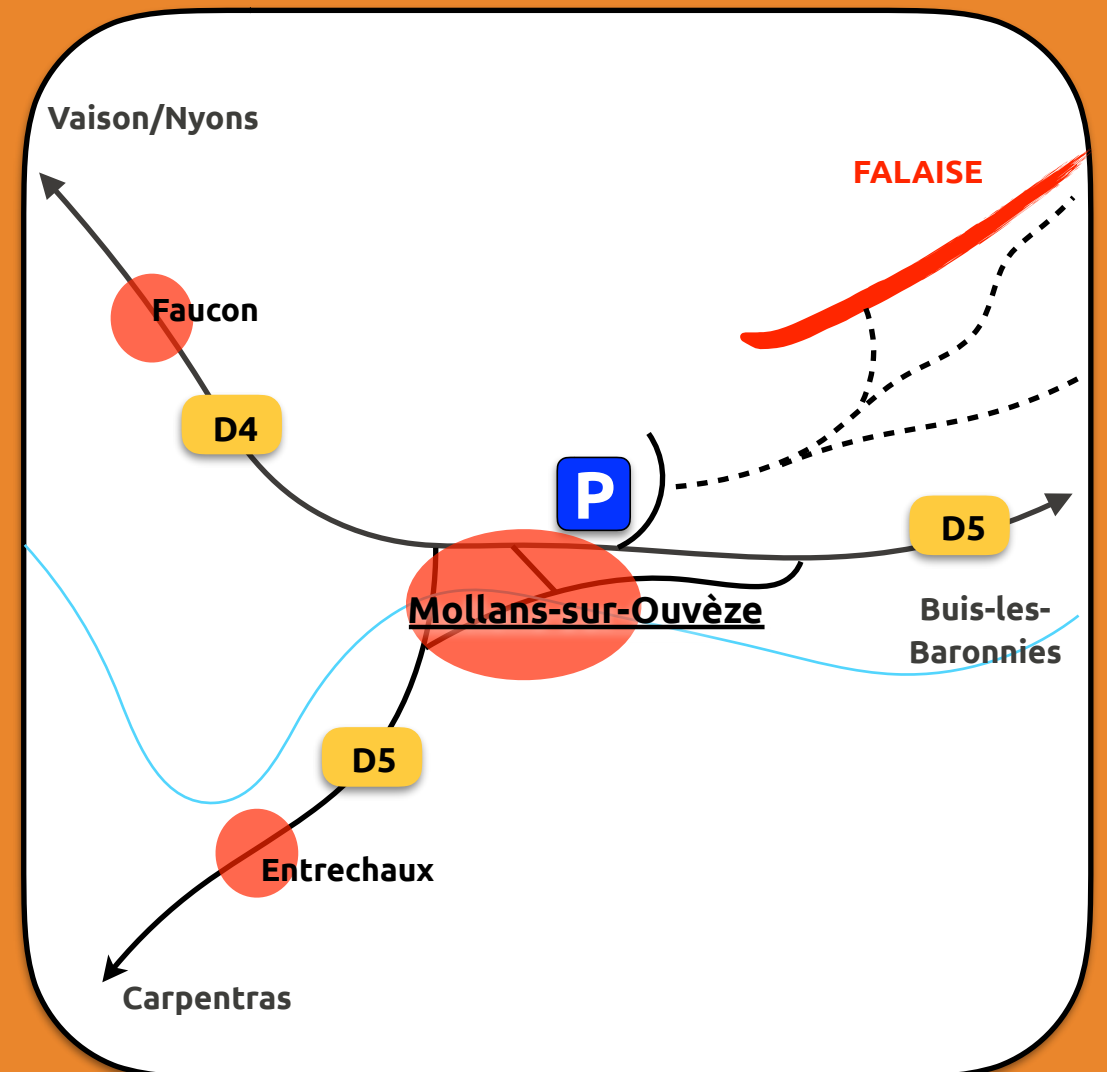 Vaison/Nyons
FALAISE
Faucon
D4
P
D5
Mollans-sur-Ouvèze
Buis-les-
Baronnies
D5
Entrechaux
Carpentras